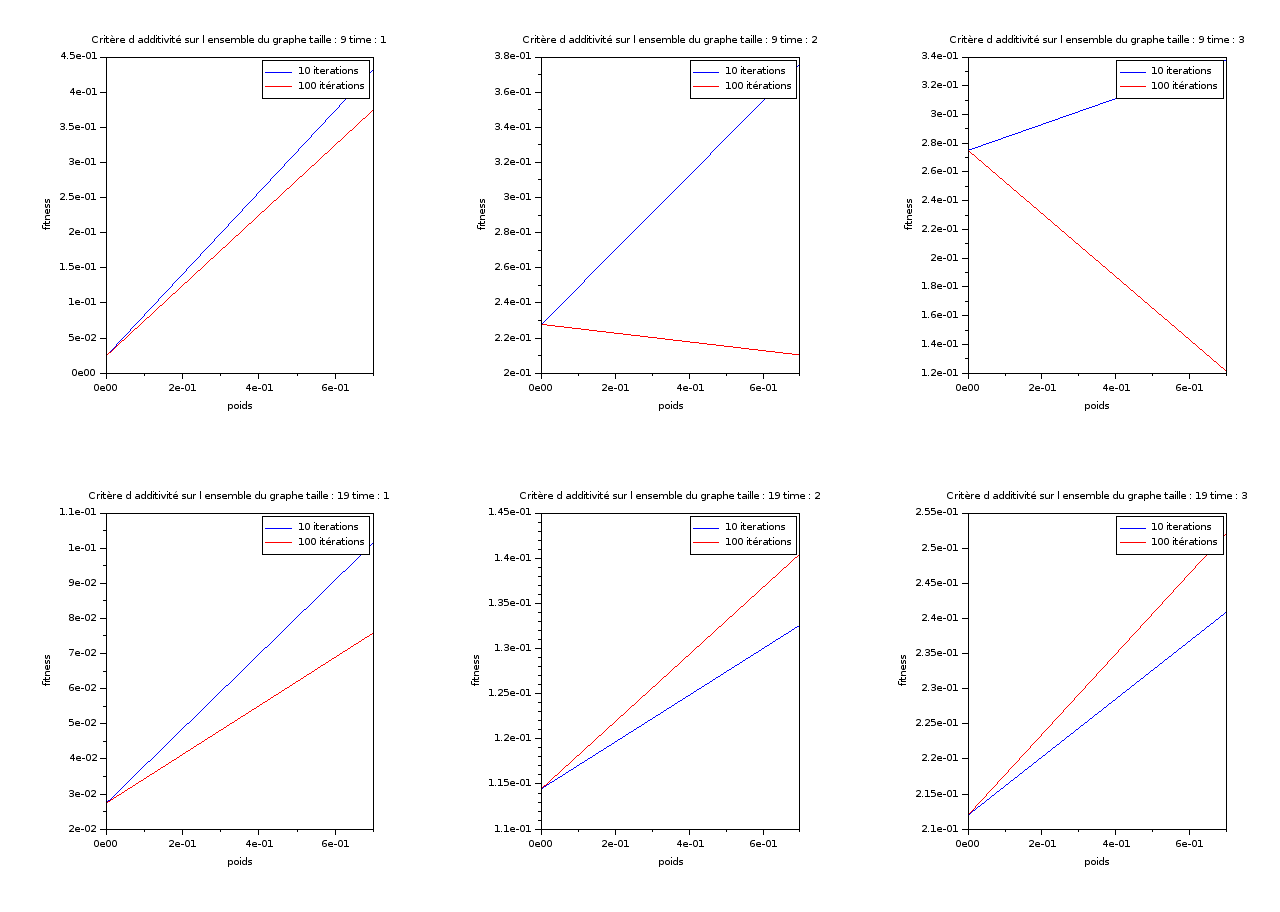 Critère d additivité sur l ensemble du graphe taille : 9 time : 1
4.5e-01
4e-01
3.5e-01
3e-01
2.5e-01
2e-01
1.5e-01
1e-01
5e-02
0e00
fitness
10 iterations
100 itérations
0e00 2e-01 4e-01 6e-01
poids
Critère d additivité sur l ensemble du graphe taille : 9 time : 2
3.8e-01
3.6e-01
3.4e-01
3.2e-01
3e-01
2.8e-01
2.6e-01
2.4e-01
2.2e-01
2e-01
fitness
10 iterations
100 itérations
0e00 2e-01 4e-01 6e-01
poids
Critère d additivité sur l ensemble du graphe taille : 9 time : 3
3.4e-01
3.2e-01
3e-01
2.8e-01
2.6e-01
2.4e-01
2.2e-01
2e-01
1.8e-01
1.6e-01
1.4e-01
1.2e-01
fitness
10 iterations
100 itérations
0e00 2e-01 4e-01 6e-01
poids
Critère d additivité sur l ensemble du graphe taille : 19 time : 1
1.1e-01
1e-01
9e-02
8e-02
7e-02
6e-02
5e-02
4e-02
3e-02
2e-02
fitness
10 iterations
100 itérations
0e00 2e-01 4e-01 6e-01
poids
Critère d additivité sur l ensemble du graphe taille : 19 time : 2
1.45e-01
1.4e-01
1.35e-01
1.3e-01
1.25e-01
1.2e-01
1.15e-01
1.1e-01
fitness
10 iterations
100 itérations
0e00 2e-01 4e-01 6e-01
poids
Critère d additivité sur l ensemble du graphe taille : 19 time : 3
2.55e-01
2.5e-01
2.45e-01
2.4e-01
2.35e-01
2.3e-01
2.25e-01
2.2e-01
2.15e-01
2.1e-01
fitness
10 iterations
100 itérations
0e00 2e-01 4e-01 6e-01
poids